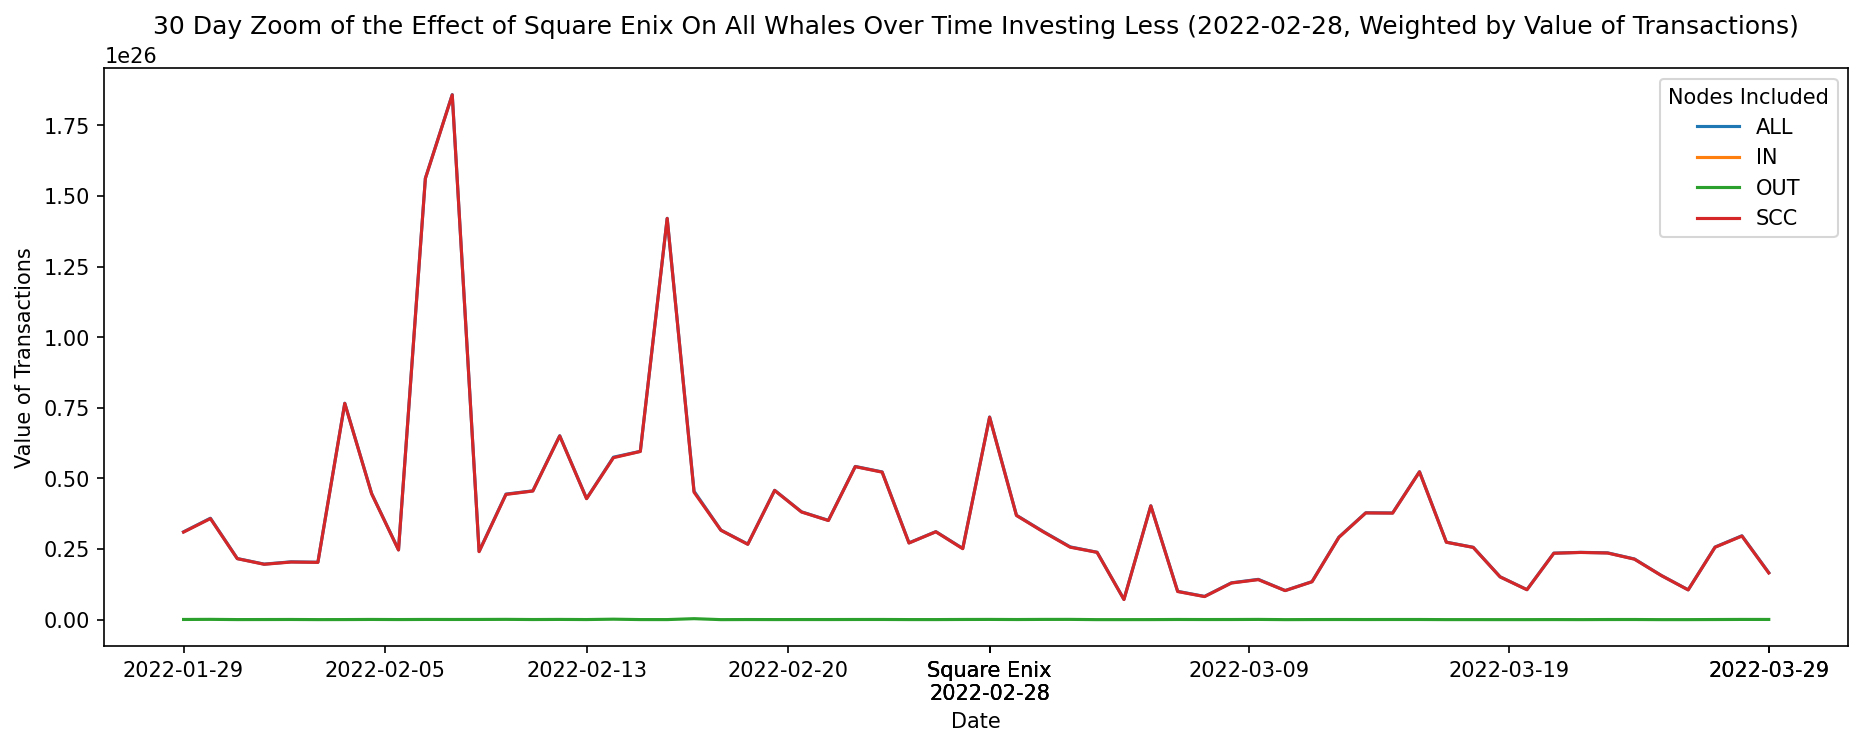 30 Day Zoom of the Effect of Square Enix On All Whales Over Time Investing Less (2022-02-28, Weighted by Value of Transactions)
1e26
1.75
1.50
1.25
1.00
0.75
0.50
0.25
0.00
Value of Transactions
Nodes Included
ALL
IN
OUT
SCC
2022-01-29
2022-02-05
2022-02-13
2022-02-20
Square Enix
2022-02-28
2022-03-09
2022-03-19
2022-03-29
Date